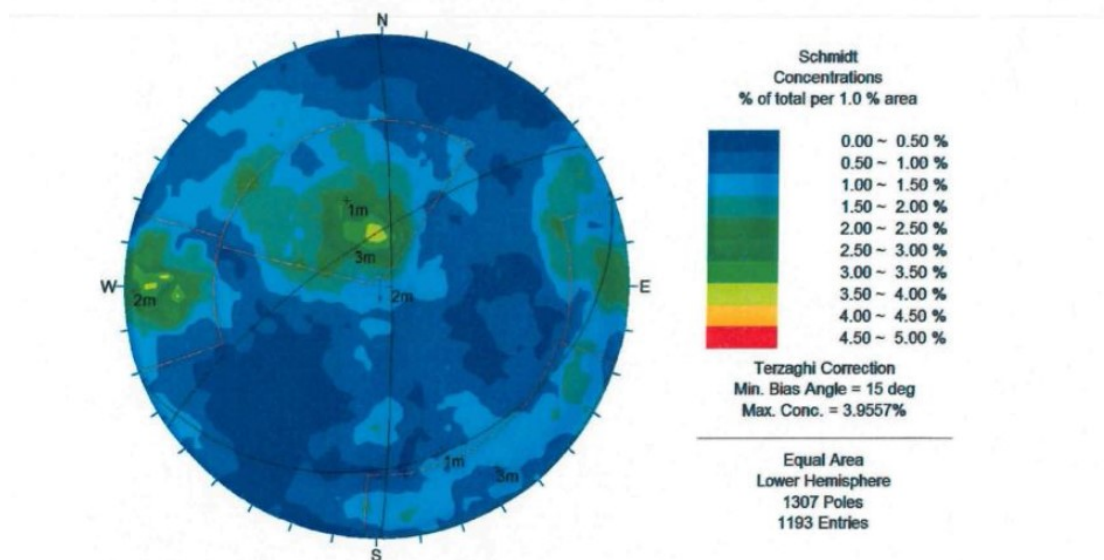 N
1m
3m
2m
W
E
2m
1m
3m
S
Schmidt
Concentrations
% of total per 1.0 % area
0.00 ~ 0.50 %
0.50 ~ 1.00 %
1.00 ~ 1.50 %
1.50 ~ 2.00 %
2.00 ~ 2.50 %
2.50 ~ 3.00 %
3.00 ~ 3.50 %
3.50 ~ 4.00 %
4.00 ~ 4.50 %
4.50 ~ 5.00 %
Terzaghi Correction
Min. Bias Angle = 15 deg
Max. Conc. = 3.9557%
Equal Area
Lower Hemisphere
1307 Poles
1193 Entries